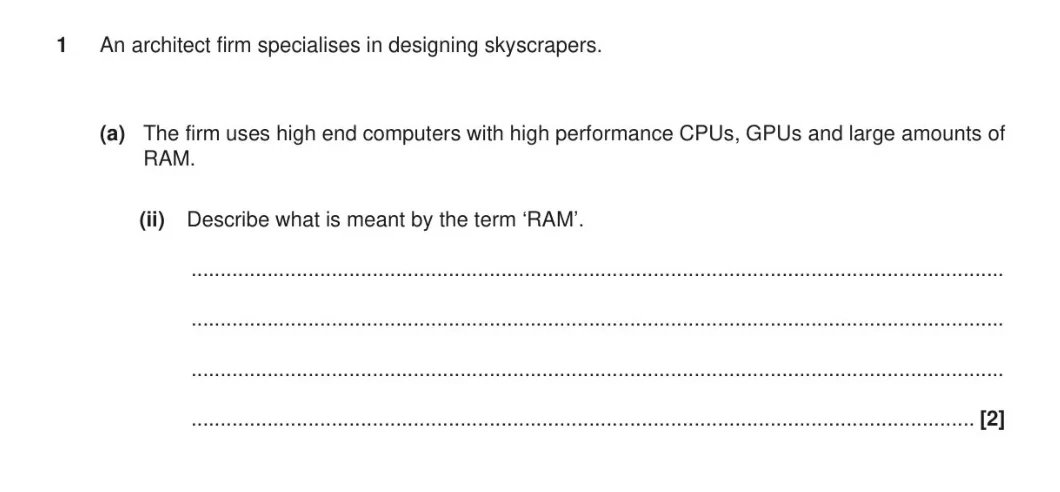 1 An architect firm specialises in designing skyscrapers.
(a) The firm uses high end computers with high performance CPUs, GPUs and large amounts of
RAM.
(ii) Describe what is meant by the term ‘RAM’.
...................................................................................................................................................
...................................................................................................................................................
...................................................................................................................................................
.............................................................................................................................................. [2]